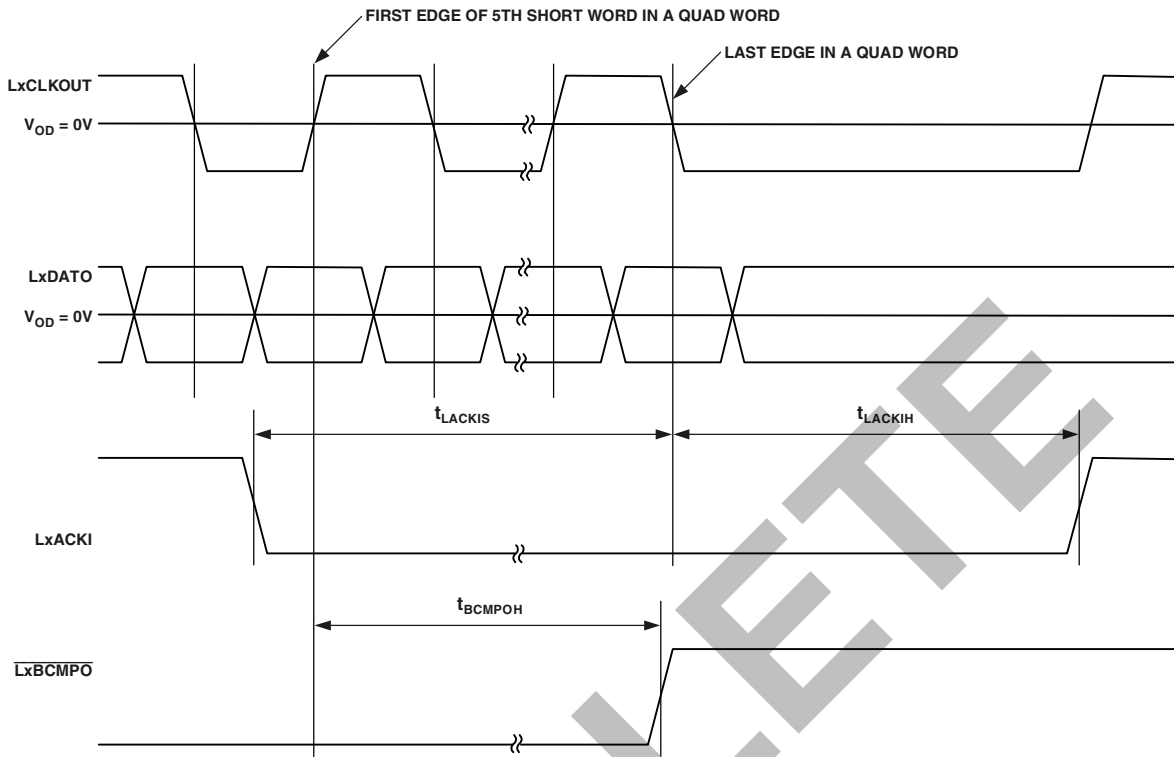 FIRST EDGE OF 5TH SHORT WORD IN A QUAD WORD
LAST EDGE IN A QUAD WORD
LxCLKOUT
VOD = 0V
LxDATO
VOD = 0V
tLACKIS
tLACKIH
LxACKI
tBCMPOH
LxBCMPO
LETE